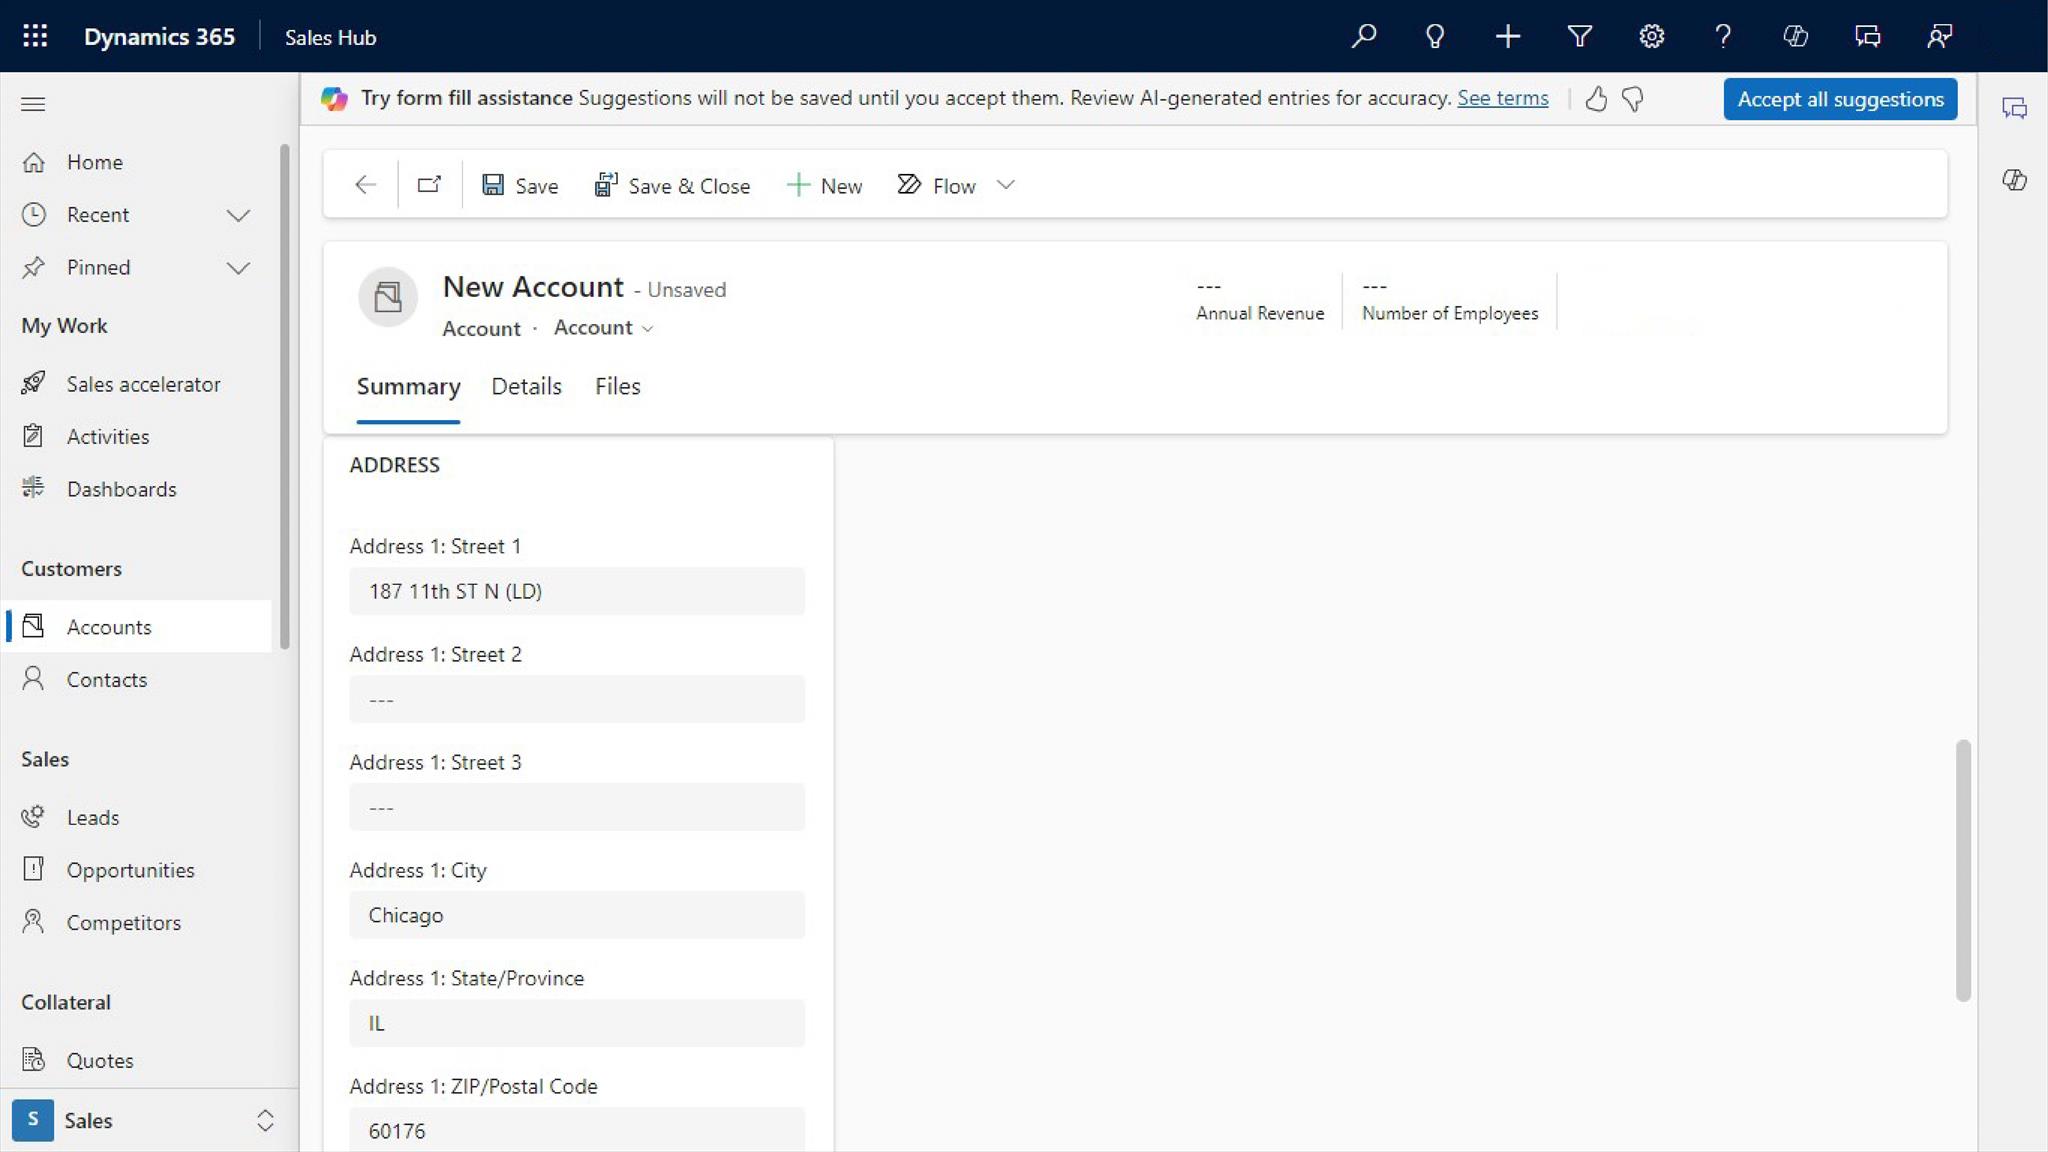 Dynamics 365
Sales Hub
Try form fill assistance Suggestions will not be saved until you accept them. Review AI-generated entries for accuracy. See terms
Accept all suggestions
Home
Recent
Pinned
My Work
Sales accelerator
Activities
Dashboards
Customers
Accounts
Contacts
Sales
Leads
Opportunities
Competitors
Collateral
Quotes
S Sales
Save
Save & Close
New
Flow
New Account - Unsaved
Account · Account
---
Annual Revenue
---
Number of Employees
Summary
Details
Files
ADDRESS
Address 1: Street 1
187 11th ST N (LD)
Address 1: Street 2
---
Address 1: Street 3
---
Address 1: City
Chicago
Address 1: State/Province
IL
Address 1: ZIP/Postal Code
60176